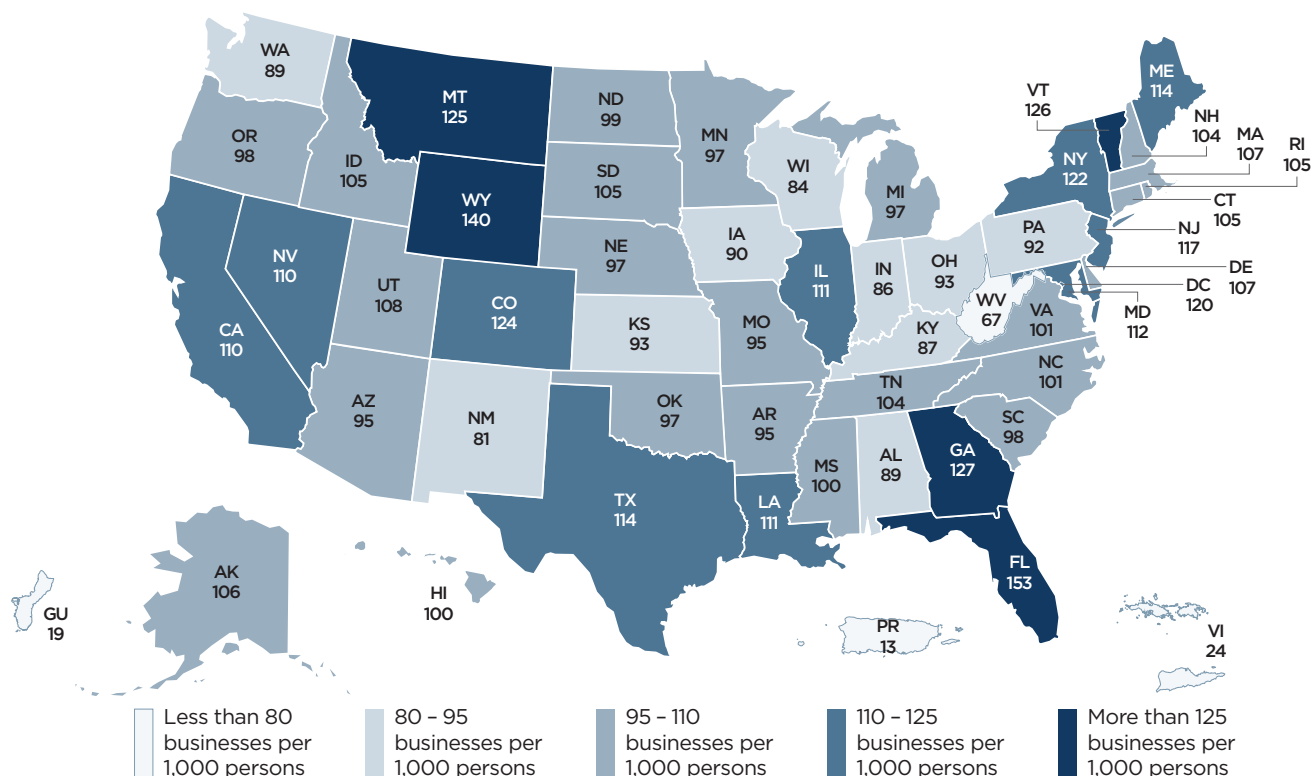 WA
89
MT
125
ND
99
MN
97
OR
98
ID
105
SD
105
WI
84
WY
140
MI
97
NE
97
IA
90
NV
110
UT
108
CO
124
IL
111
IN
86
OH
93
PA
92
NY
122
VT
126
ME
114
NH
104
MA
107
RI
105
CT
105
NJ
117
DE
107
DC
120
MD
112
CA
110
KS
93
MO
95
KY
87
WV
67
VA
101
NC
101
TN
104
AZ
95
NM
81
OK
97
AR
95
SC
98
MS
100
AL
89
GA
127
TX
114
LA
111
FL
153
AK
106
HI
100
GU
19
PR
13
VI
24
Less than 80
businesses per
1,000 persons
80 – 95
businesses per
1,000 persons
95 – 110
businesses per
1,000 persons
110 – 125
businesses per
1,000 persons
More than 125
businesses per
1,000 persons